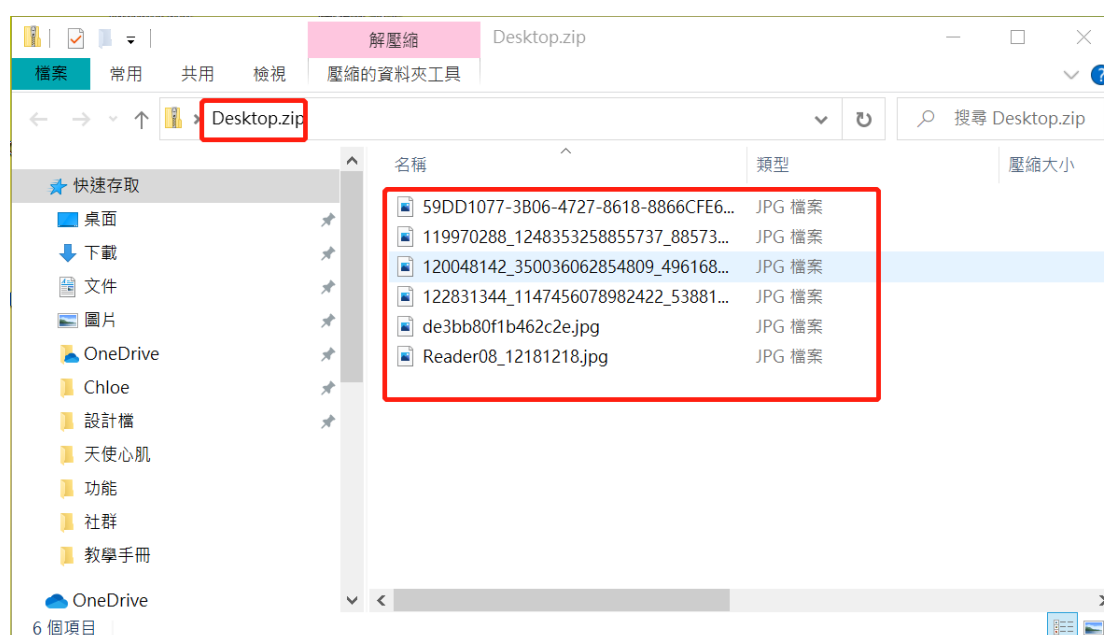 解壓縮 Desktop.zip
檔案 常用 共用 檢視 壓縮的資料夾工具
Desktop.zip 搜尋 Desktop.zip
名稱 類型 壓縮大小
快速存取
桌面
下載
文件
圖片
OneDrive
Chloe
設計檔
天使心肌
功能
社群
教學手冊
OneDrive
59DD1077-3B06-4727-8618-8866CFE6... JPG 檔案
119970288_1248353258855737_88573... JPG 檔案
120048142_350036062854809_496168... JPG 檔案
122831344_1147456078982422_53881... JPG 檔案
de3bb80f1b462c2e.jpg JPG 檔案
Reader08_12181218.jpg JPG 檔案
6 個項目